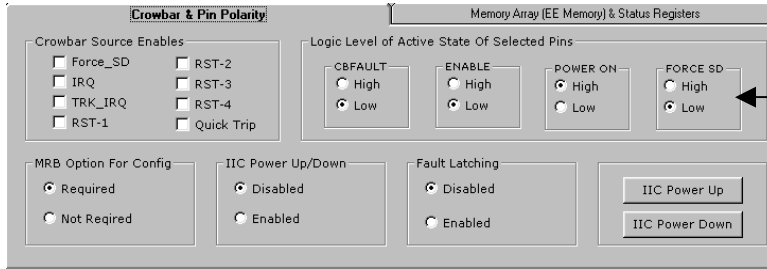 Crowbar & Pin Polarity
Memory Array (EE Memory) & Status Registers
Crowbar Source Enables
Force_SD
RST-2
IRQ
RST-3
TRK_IRQ
RST-4
RST-1
Quick Trip
Logic Level of Active State Of Selected Pins
CBFAULT
High
Low
ENABLE
High
Low
POWER ON
High
Low
FORCE SD
High
Low
MRB Option For Config
Required
Not Reqired
IIC Power Up/Down
Disabled
Enabled
Fault Latching
Disabled
Enabled
IIC Power Up
IIC Power Down